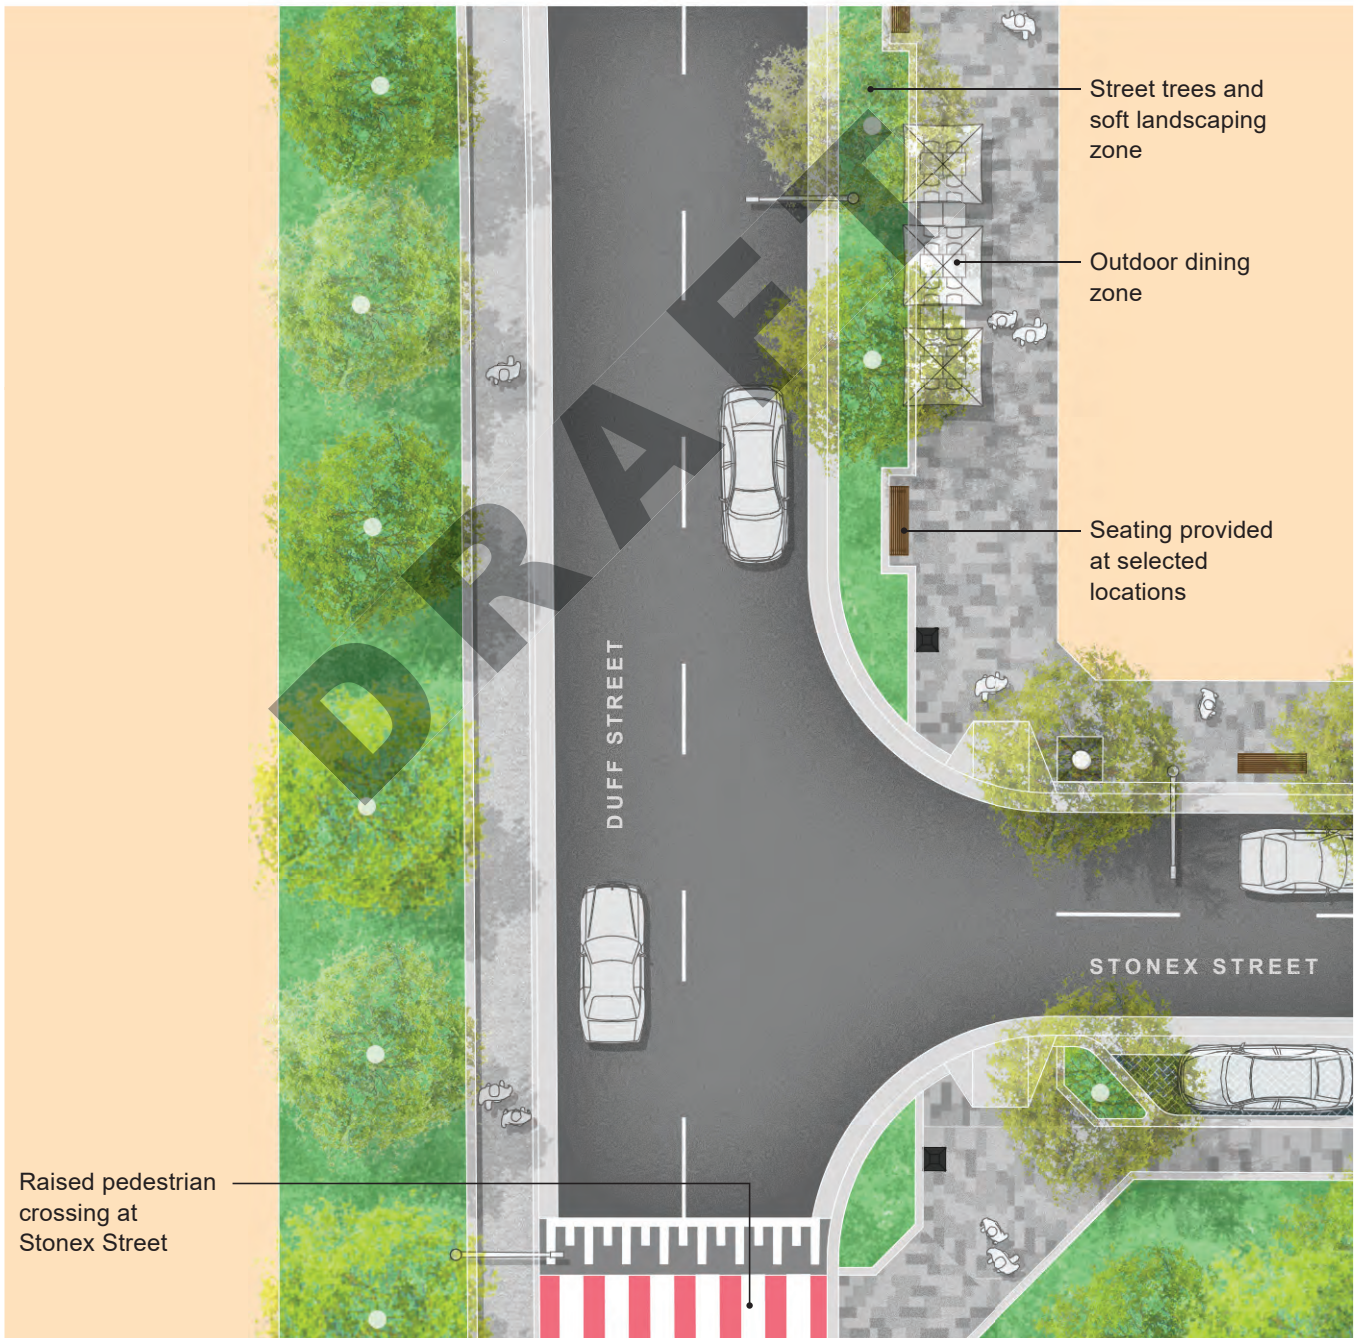 Street trees and
soft landscaping
zone
Outdoor dining
zone
Seating provided
at selected
locations
DRAFT
DUFF STREET
STONEX STREET
Raised pedestrian
crossing at
Stonex Street